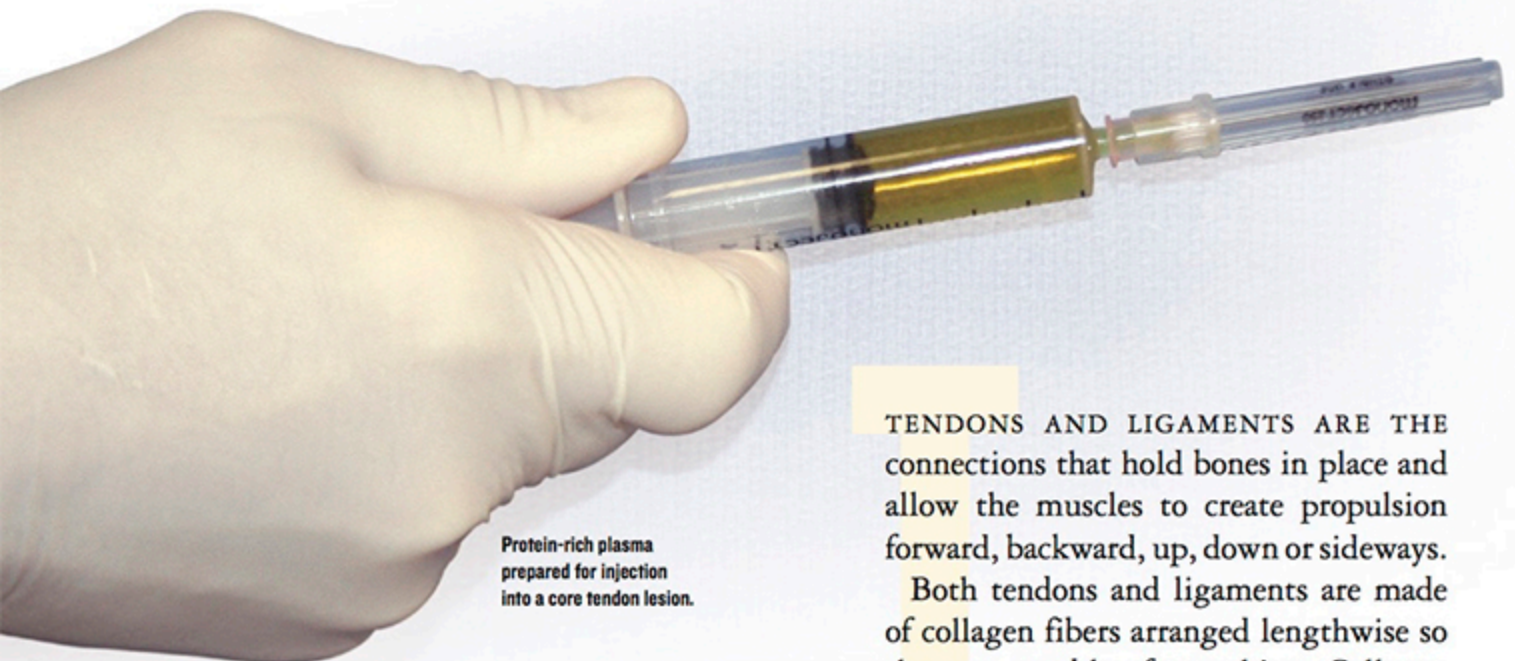 Protein-rich plasma
prepared for injection
into a core tendon lesion.
TENDONS AND LIGAMENTS ARE THE
connections that hold bones in place and
allow the muscles to create propulsion
forward, backward, up, down or sideways.
Both tendons and ligaments are made
of collagen fibers arranged lengthwise so